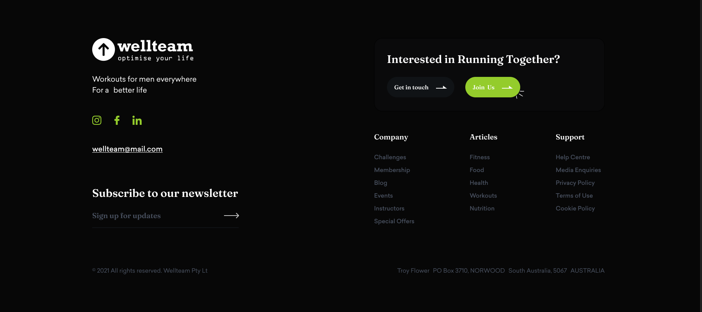 wellteam
optimise your life
Workouts for men everywhere
For a better life
wellteam@mail.com
Subscribe to our newsletter
Sign up for updates
Interested in Running Together?
Get in touch
Join Us
Company
Challenges
Membership
Blog
Events
Instructors
Special Offers
Articles
Fitness
Food
Health
Workouts
Nutrition
Support
Help Centre
Media Enquiries
Privacy Policy
Terms of Use
Cookie Policy
© 2021 All rights reserved. Wellteam Pty Lt
Troy Flower PO Box 3710, NORWOOD South Australia, 5067 AUSTRALIA